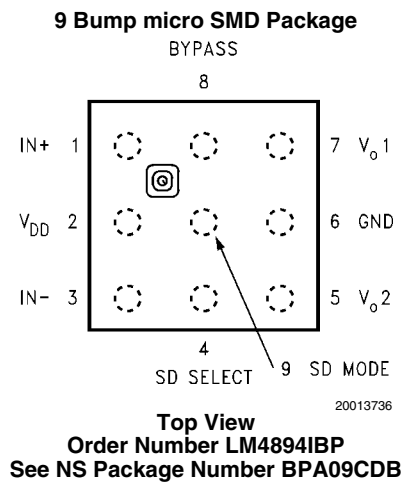 9 Bump micro SMD Package
BYPASS
8
IN+ 1
7 Vo1
VDD 2
6 GND
IN- 3
5 Vo2
4
SD SELECT
9 SD MODE
20013736
Top View
Order Number LM4894IBP
See NS Package Number BPA09CDB